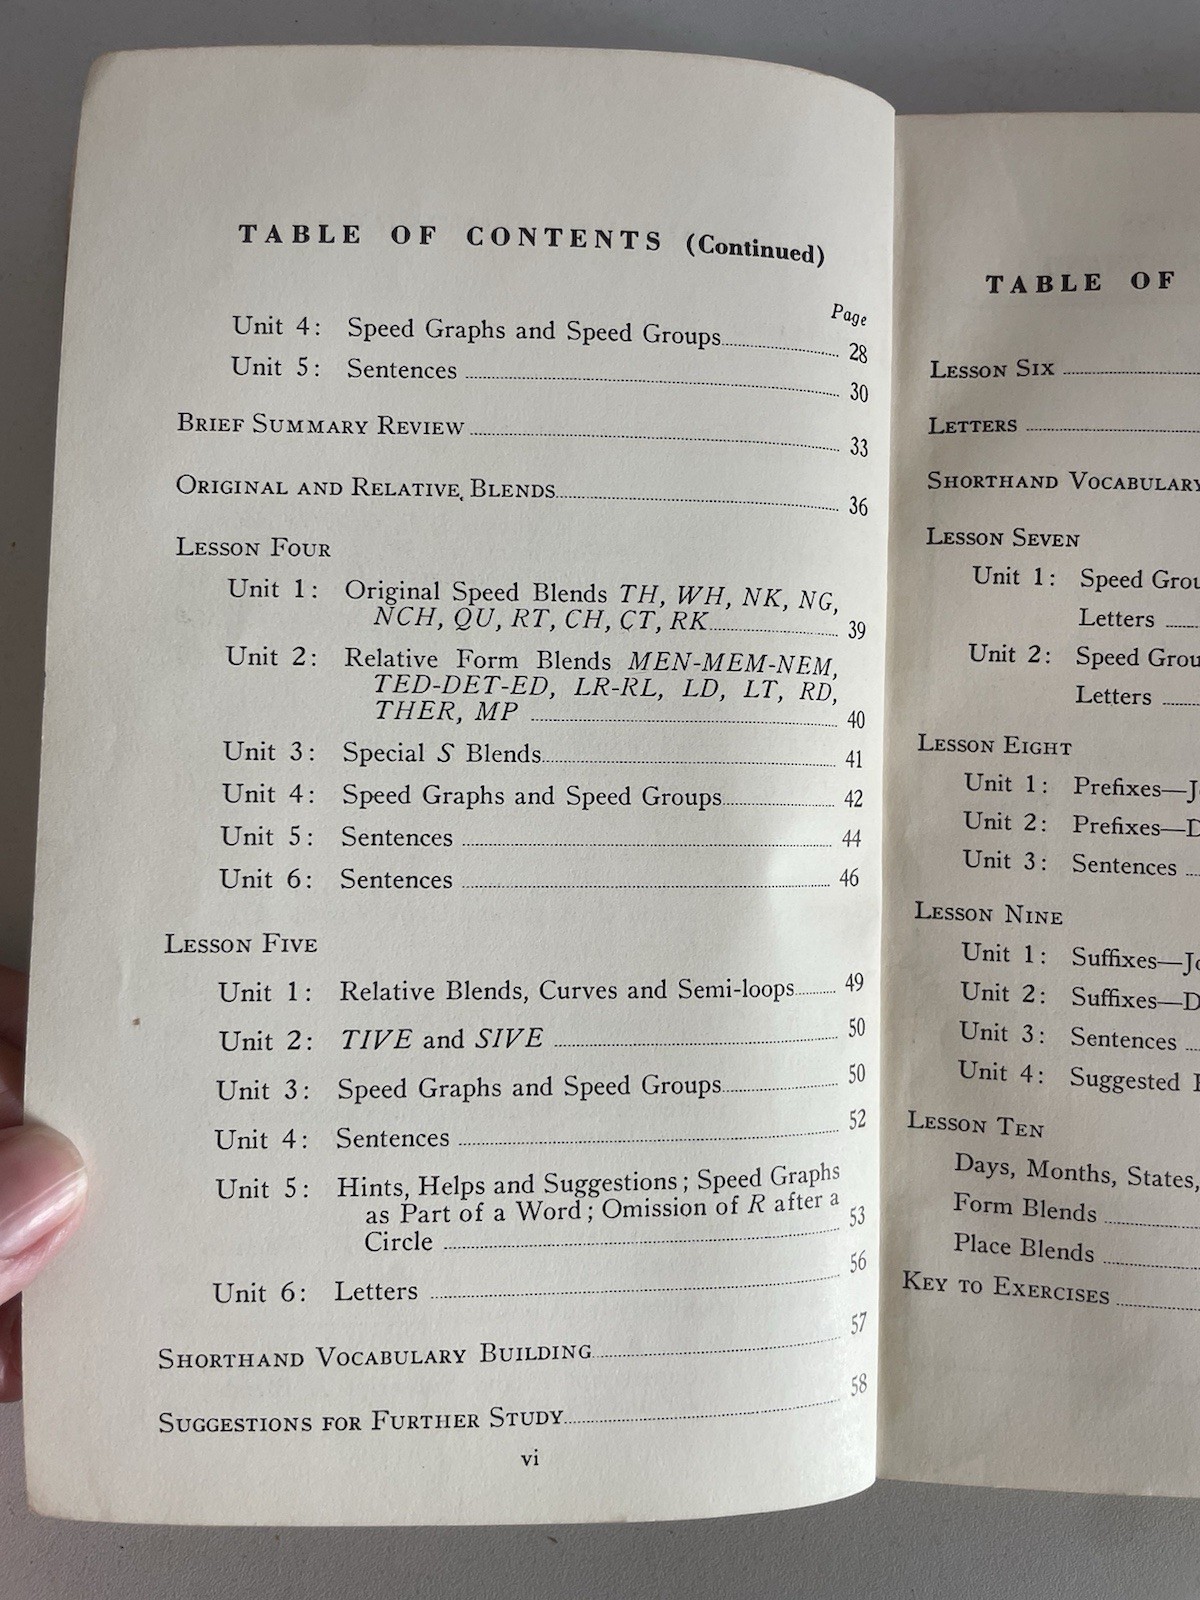 TABLE OF CONTENTS (Continued)
Page
Unit 4: Speed Graphs and Speed Groups 28
Unit 5: Sentences 30
BRIEF SUMMARY REVIEW 33
ORIGINAL AND RELATIVE BLENDS 36
LESSON FOUR
Unit 1: Original Speed Blends TH, WH, NK, NG,
NCH, QU, RT, CH, CT, RK 39
Unit 2: Relative Form Blends MEN-MEM-NEM,
TED-DET-ED, LR-RL, LD, LT, RD,
THER, MP 40
Unit 3: Special S Blends 41
Unit 4: Speed Graphs and Speed Groups 42
Unit 5: Sentences 44
Unit 6: Sentences 46
LESSON FIVE
Unit 1: Relative Blends, Curves and Semi-loops 49
Unit 2: TIVE and SIVE 50
Unit 3: Speed Graphs and Speed Groups 50
Unit 4: Sentences 52
Unit 5: Hints, Helps and Suggestions; Speed Graphs
as Part of a Word; Omission of R after a
Circle 53
Unit 6: Letters 56
SHORTHAND VOCABULARY BUILDING 57
SUGGESTIONS FOR FURTHER STUDY 58
vi
TABLE OF
LESSON SIX
LETTERS
SHORTHAND VOCABULARY
LESSON SEVEN
Unit 1: Speed
Letters
Unit 2: Speed
Letters
LESSON EIGHT
Unit 1: Prefixes—
Unit 2: Prefixes—
Unit 3: Sentences
LESSON NINE
Unit 1: Suffixes—
Unit 2: Suffixes—
Unit 3: Sentences
Unit 4: Suggested
LESSON TEN
Days, Months, States,
Form Blends
Place Blends
KEY TO EXERCISES